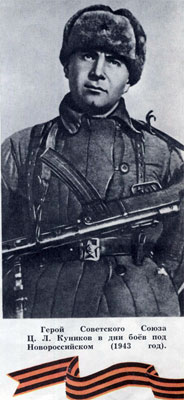 Герой Советского Союза
Ц. Л. Куников в дни боёв под
Новороссийском (1943 год).